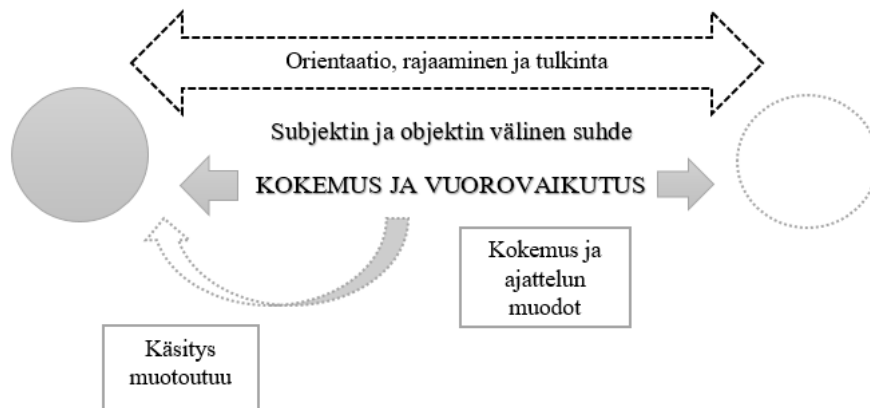 Orientaatio, rajaaminen ja tulkinta
Subjektin ja objektin välinen suhde
KOKEMUS JA VUOROVAIKUTUS
Kokemus ja
ajattelun
muodot
Käsitys
muotoutuu